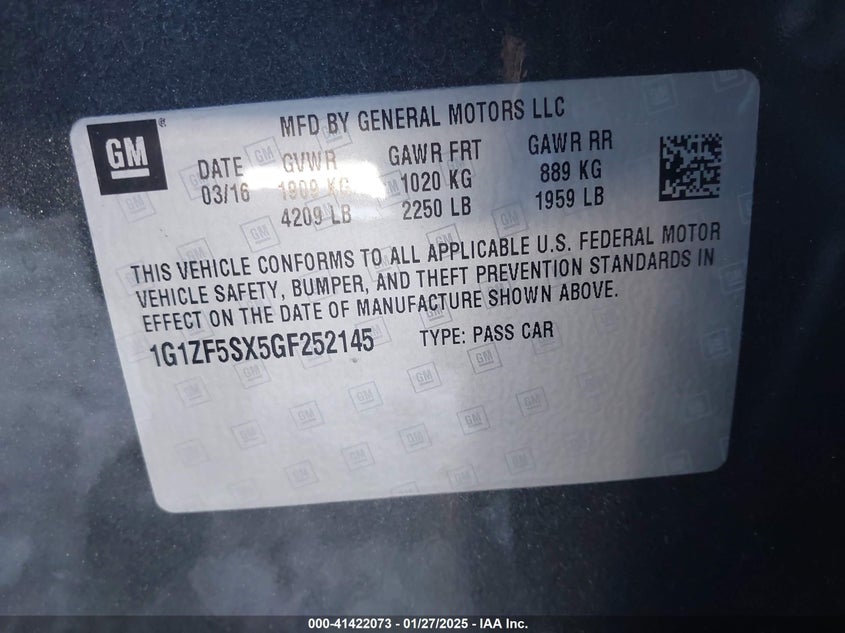 GM
MFD BY GENERAL MOTORS LLC
DATE GVWR GAWR FRT GAWR RR
03/16 1909 KG 1020 KG 889 KG
4209 LB 2250 LB 1959 LB
THIS VEHICLE CONFORMS TO ALL APPLICABLE U.S. FEDERAL MOTOR
VEHICLE SAFETY, BUMPER, AND THEFT PREVENTION STANDARDS IN
EFFECT ON THE DATE OF MANUFACTURE SHOWN ABOVE.
1G1ZF5SX5GF252145 TYPE: PASS CAR
000-41422073 - 01/27/2025 - IAA Inc.